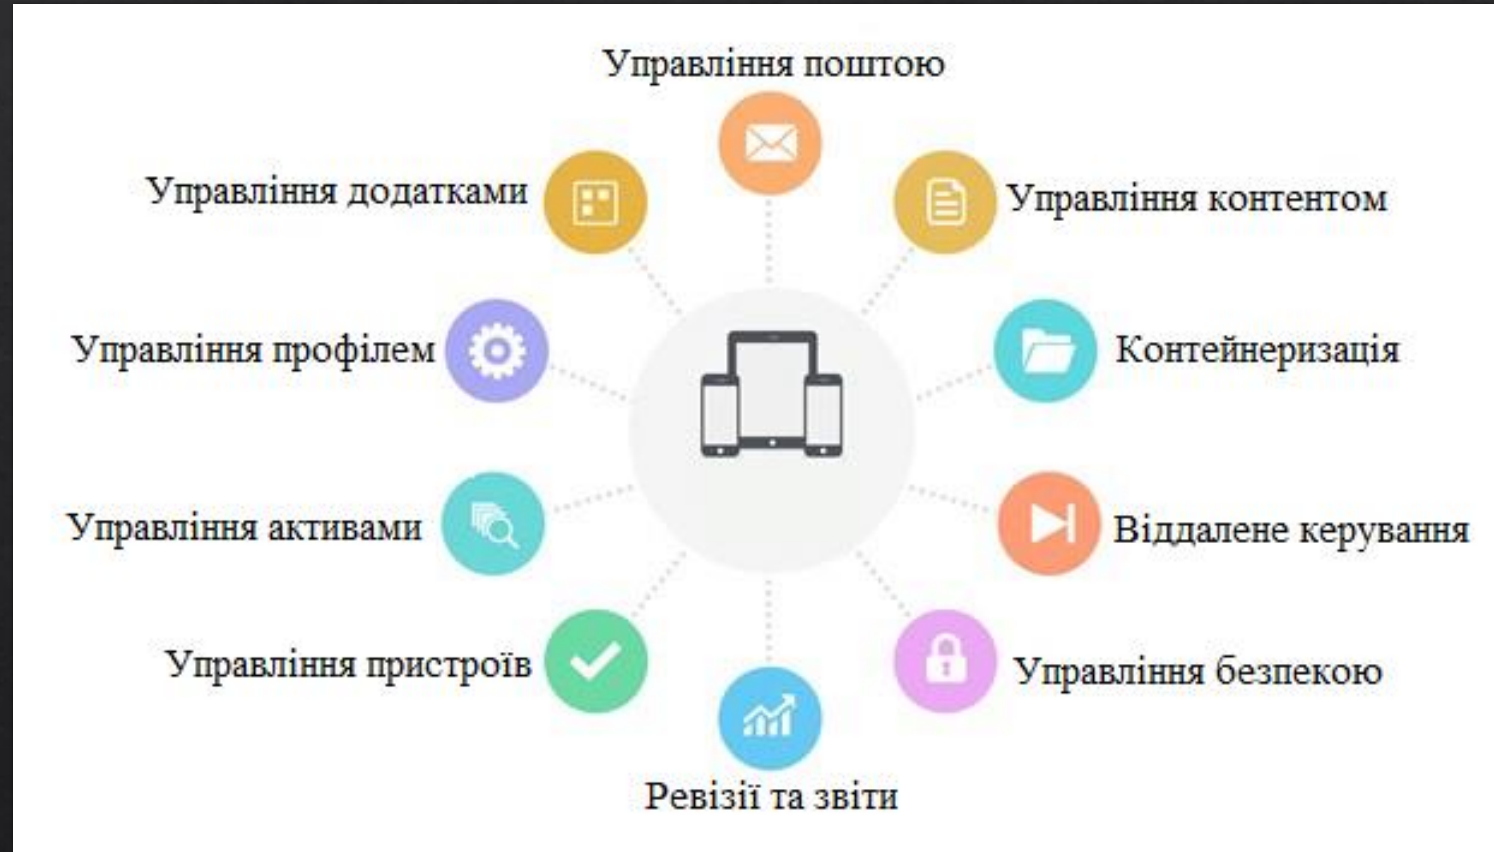 Управління поштою
Управління додатками
Управління контентом
Управління профілем
Контейнеризація
Управління активами
Віддалене керування
Управління пристроїв
Управління безпекою
Ревізії та звіти